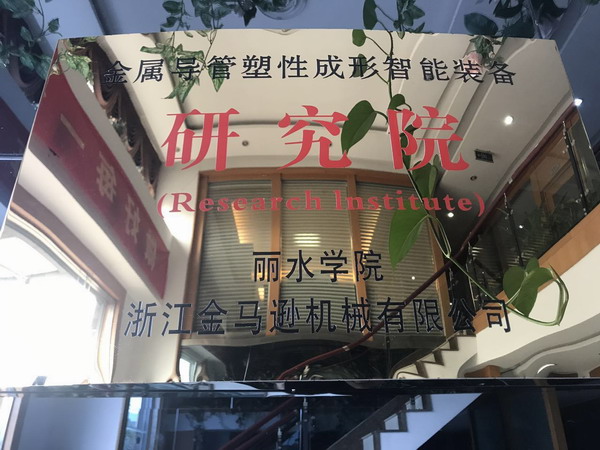 金属导管塑性成形智能装备
研究院
(Research Institute)
丽水学院
浙江金马逊机械有限公司